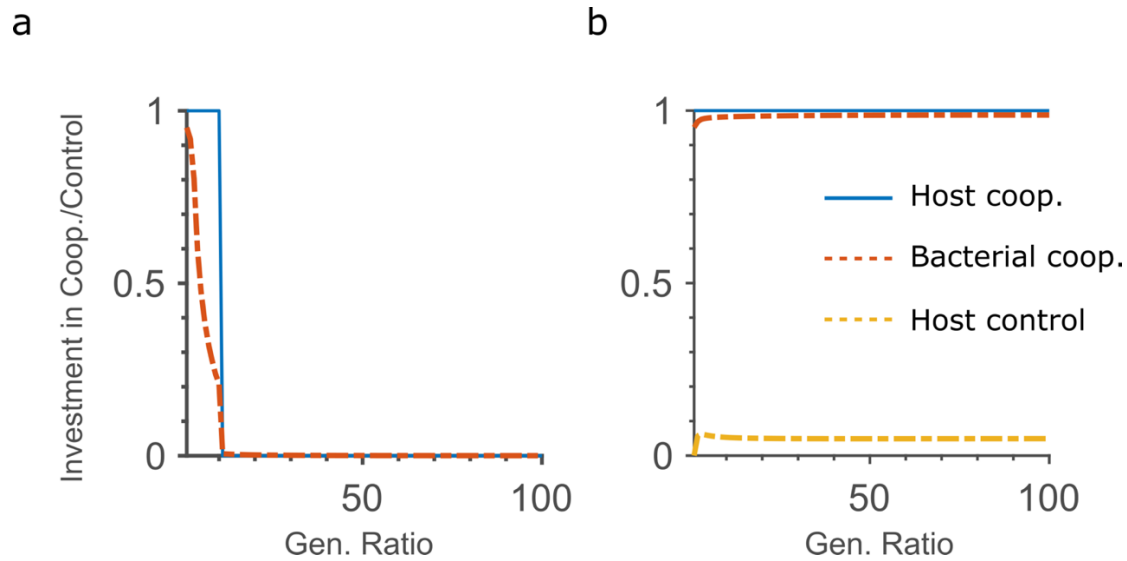 a
b
Investment in Coop./Control
1
0.5
0
50
100
Gen. Ratio
1
0.5
0
50
100
Gen. Ratio
Host coop.
Bacterial coop.
Host control